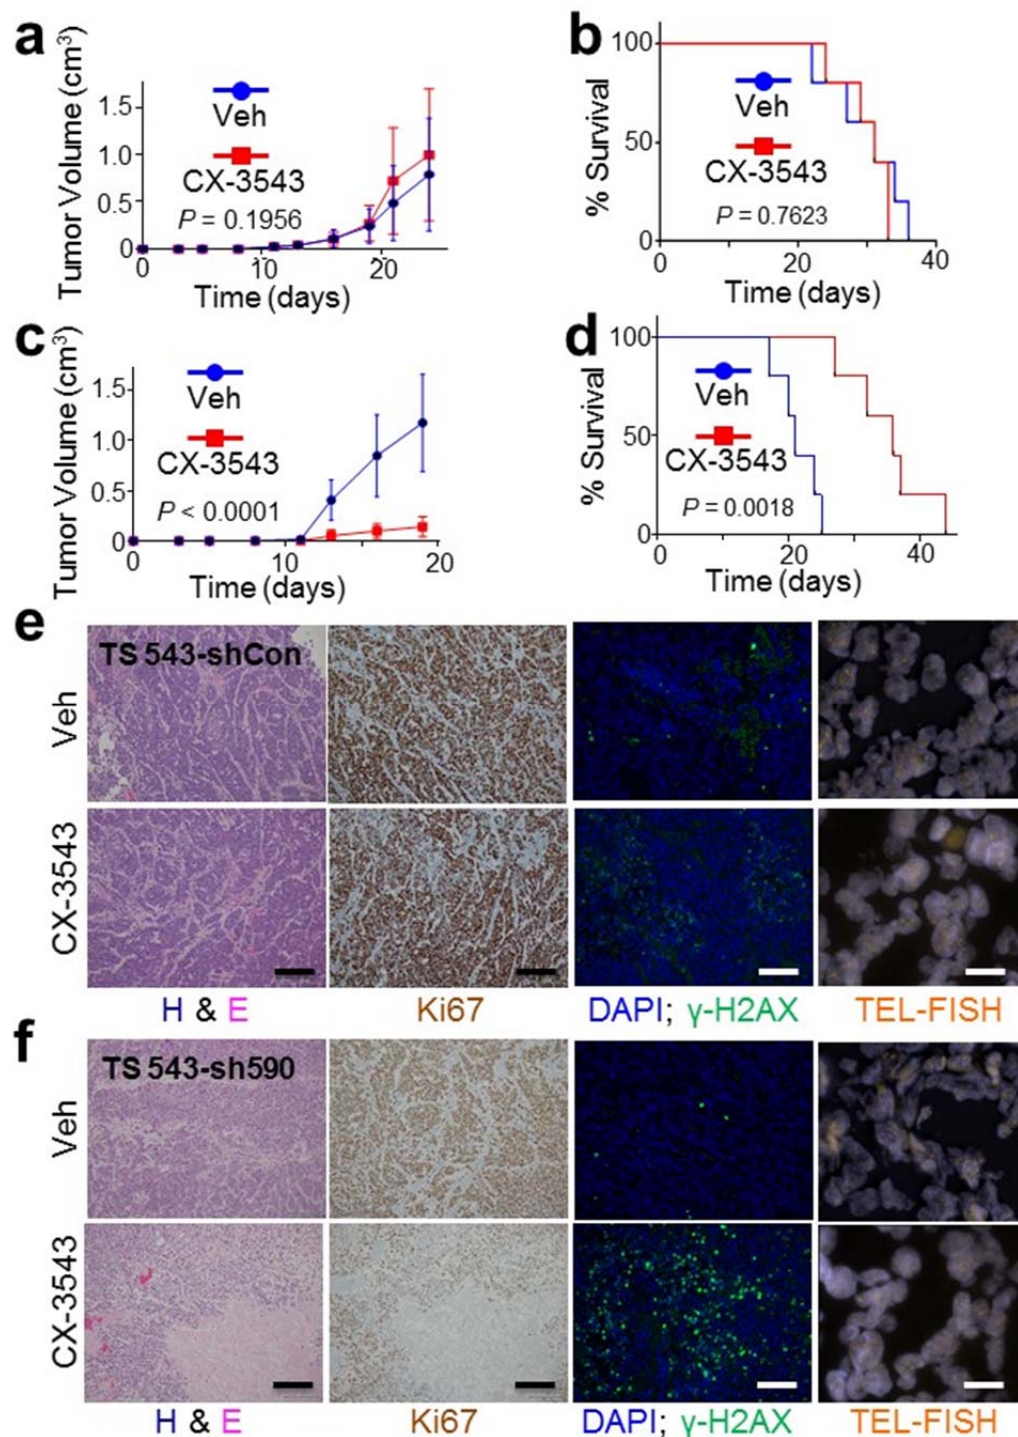 a
Tumor Volume (cm³)
1.5
1.0
0.5
0
Veh
CX-3543
P = 0.1956
0
10
20
Time (days)
b
% Survival
100
50
0
Veh
CX-3543
P = 0.7623
0
20
40
Time (days)
c
Tumor Volume (cm³)
1.5
1.0
0.5
0
Veh
CX-3543
P < 0.0001
0
10
20
Time (days)
d
% Survival
100
50
0
Veh
CX-3543
P = 0.0018
0
20
40
Time (days)
e
TS 543-shCon
Veh
CX-3543
H & E
Ki67
DAPI; γ-H2AX
TEL-FISH
f
TS 543-sh590
Veh
CX-3543
H & E
Ki67
DAPI; γ-H2AX
TEL-FISH